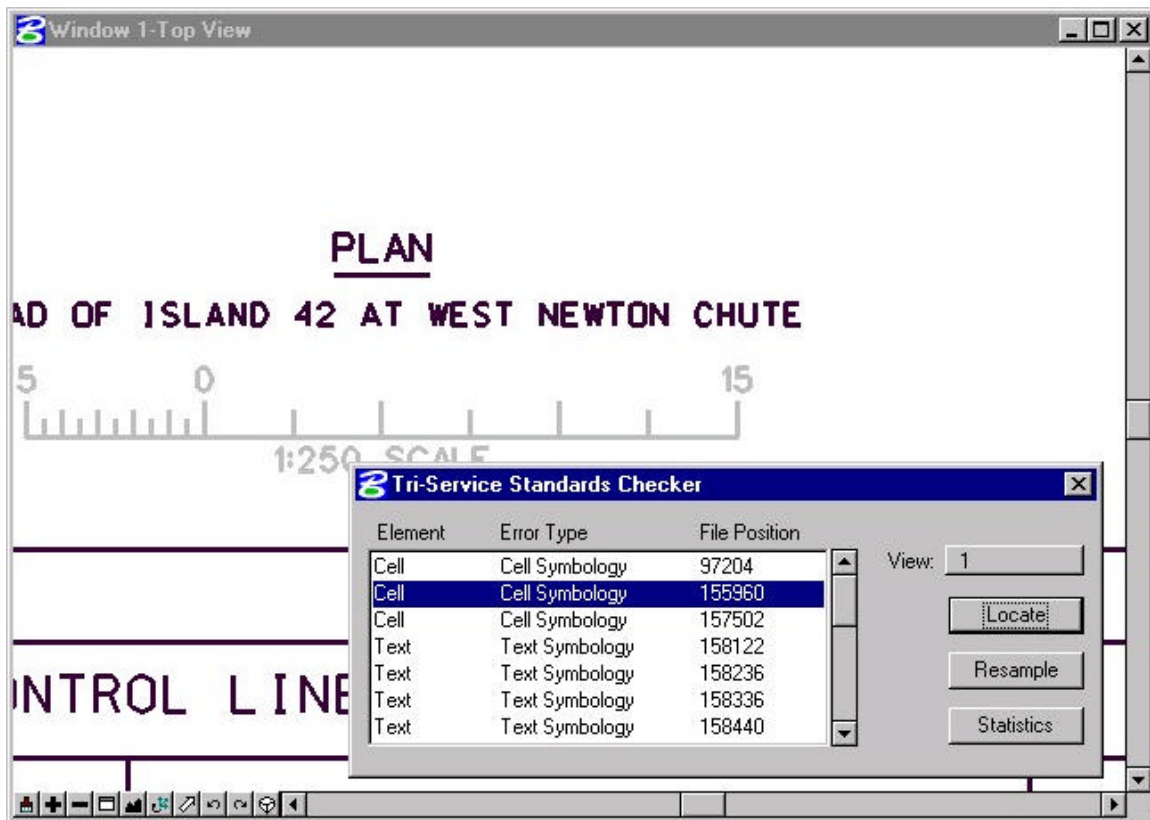 Window 1-Top View
PLAN
AD OF ISLAND 42 AT WEST NEWTON CHUTE
5 0 15
1:250 SCALE
Tri-Service Standards Checker
Element Error Type File Position
Cell Cell Symbology 97204
Cell Cell Symbology 155960
Cell Cell Symbology 157502
Text Text Symbology 158122
Text Text Symbology 158236
Text Text Symbology 158336
Text Text Symbology 158440
View: 1
Locate
Resample
Statistics
ONTROL LINE